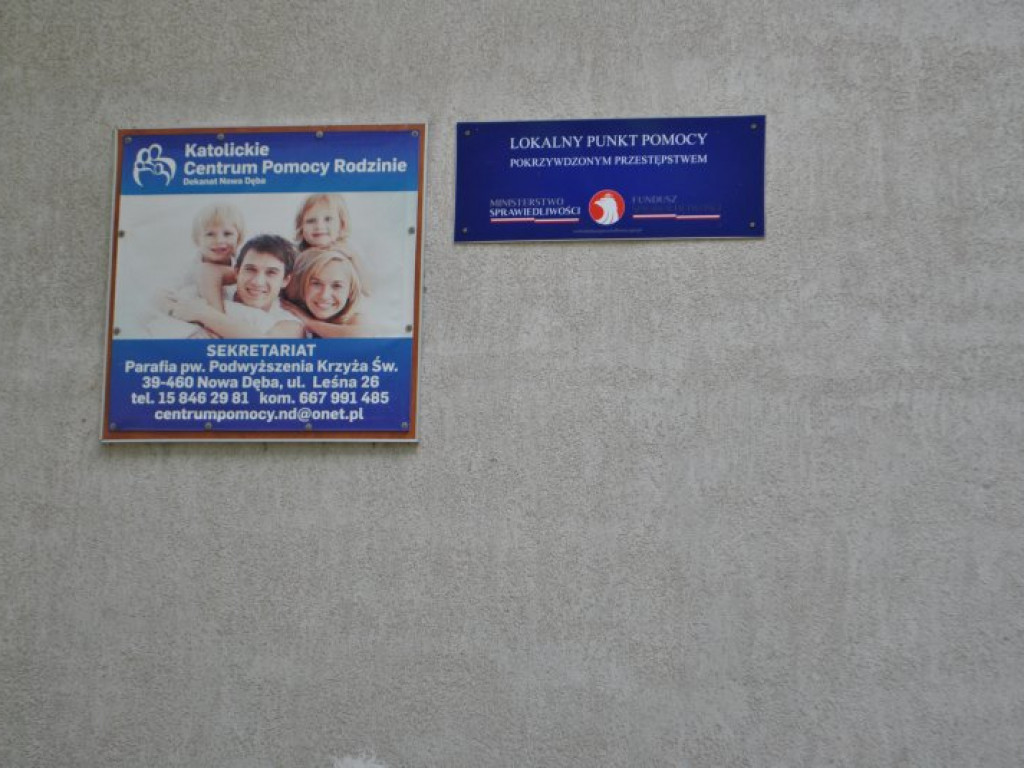 Katolickie
Centrum Pomocy Rodzinie
Dekanat Nowa Dęba
SEKRETARIAT
Parafia pw. Podwyższenia Krzyża Św.
39-460 Nowa Dęba, ul. Leśna 26
tel. 15 846 29 81 kom. 667 991 485
centrumpomocy.nd@onet.pl
LOKALNY PUNKT POMOCY
POKRZYWDZONYM PRZESTĘPSTWEM
MINISTERSTWO
SPRAWIEDLIWOŚCI
FUNDUSZ